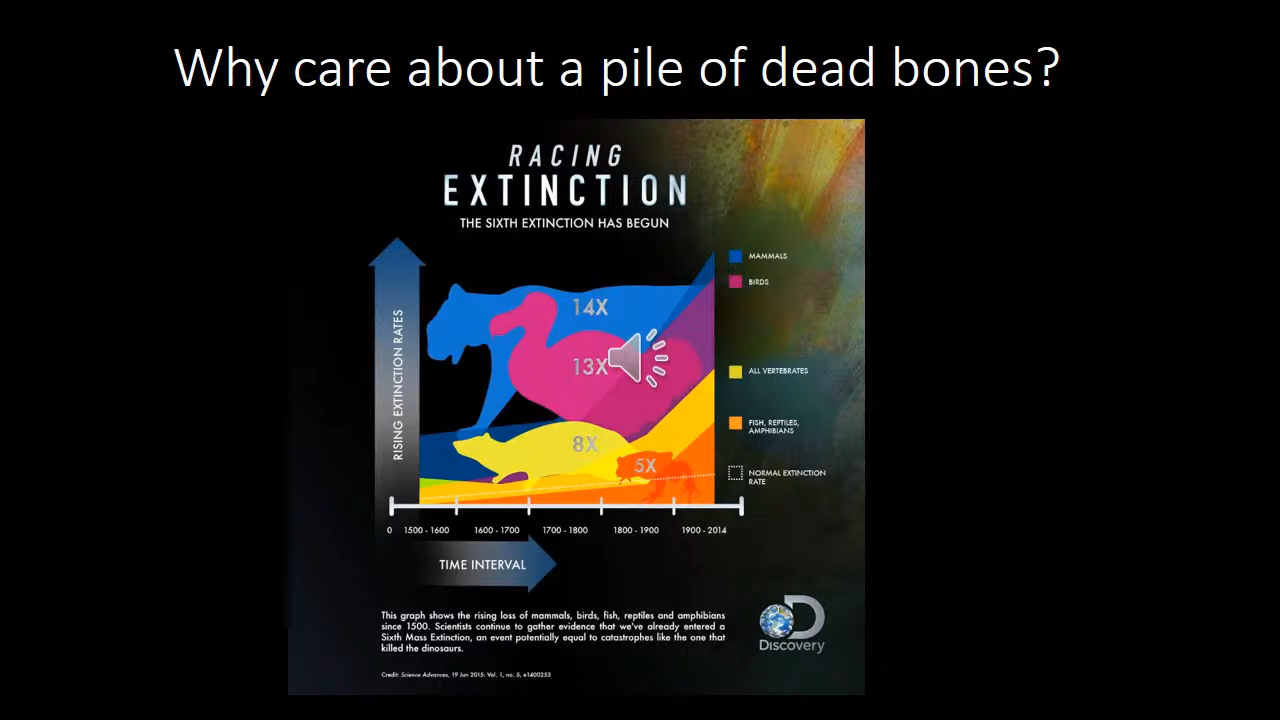 Why care about a pile of dead bones?
RACING
EXTINCTION
THE SIXTH EXTINCTION HAS BEGUN
RISING EXTINCTION RATES
14X
13X
8X
5X
MAMMALS
BIRDS
ALL VERTEBRATES
FISH, REPTILES,
AMPHIBIANS
NORMAL EXTINCTION
RATE
0 1500 - 1600 1600 - 1700 1700 - 1800 1800 - 1900 1900 - 2014
TIME INTERVAL
This graph shows the rising loss of mammals, birds, fish, reptiles and amphibians
since 1500. Scientists continue to gather evidence that we've already entered a
Sixth Mass Extinction, an event potentially equal to catastrophes like the one that
killed the dinosaurs.
Credit: Science Advances, 19 Jun 2015: Vol. 1, no. 5, e1400253
Discovery